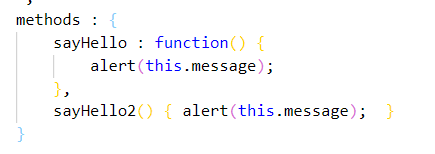 methods : {
    sayHello : function() {
        alert(this.message);
    },
    sayHello2() { alert(this.message);  }
}